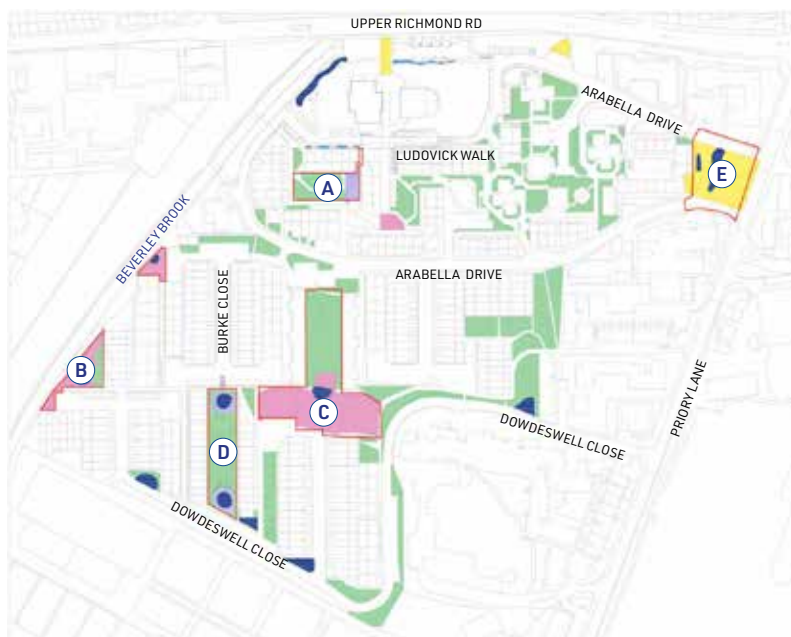 UPPER RICHMOND RD
ARABELLA DRIVE
LUDOVICK WALK
E
A
BEVERLEY BROOK
ARABELLA DRIVE
BURKE CLOSE
B
C
PRIORY LANE
DOWDESWELL CLOSE
D
DOWDESWELL CLOSE